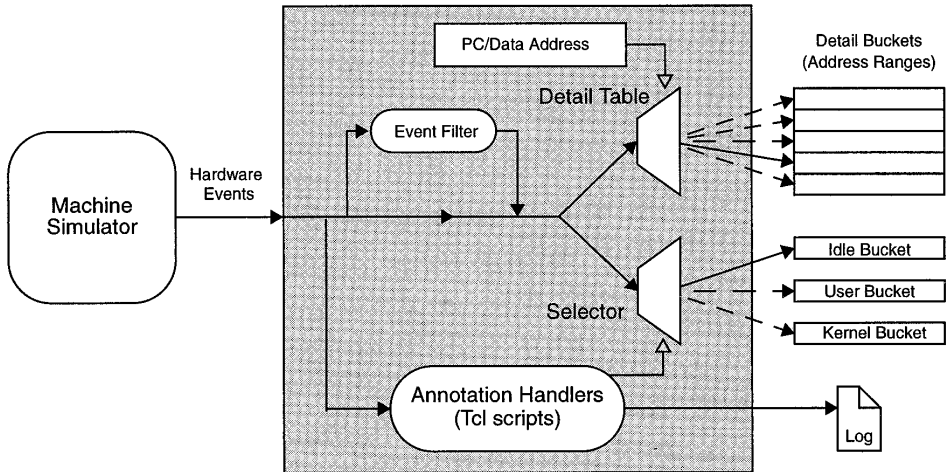 PC/Data Address
Detail Buckets
(Address Ranges)
Detail Table
Event Filter
Hardware
Events
Machine
Simulator
Idle Bucket
User Bucket
Selector
Kernel Bucket
Annotation Handlers
(Tcl scripts)
Log